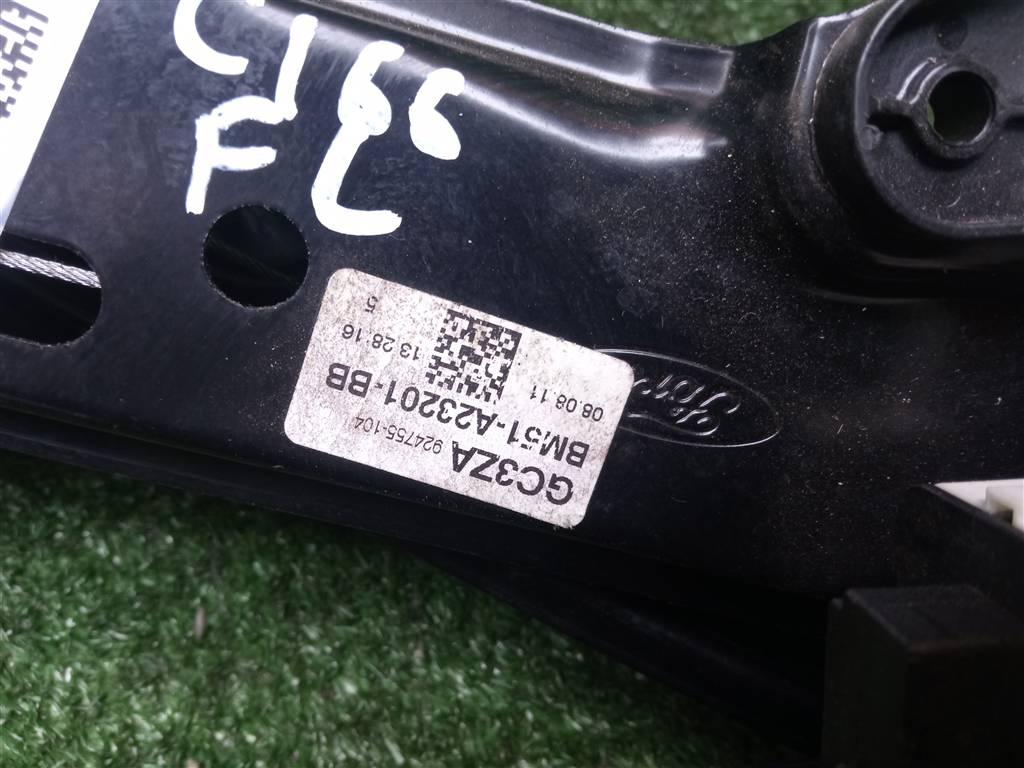 C166
FL
GC3ZA 924755-104
BM51-A23201-BB
08.08.11 13:28:16 5
Ford